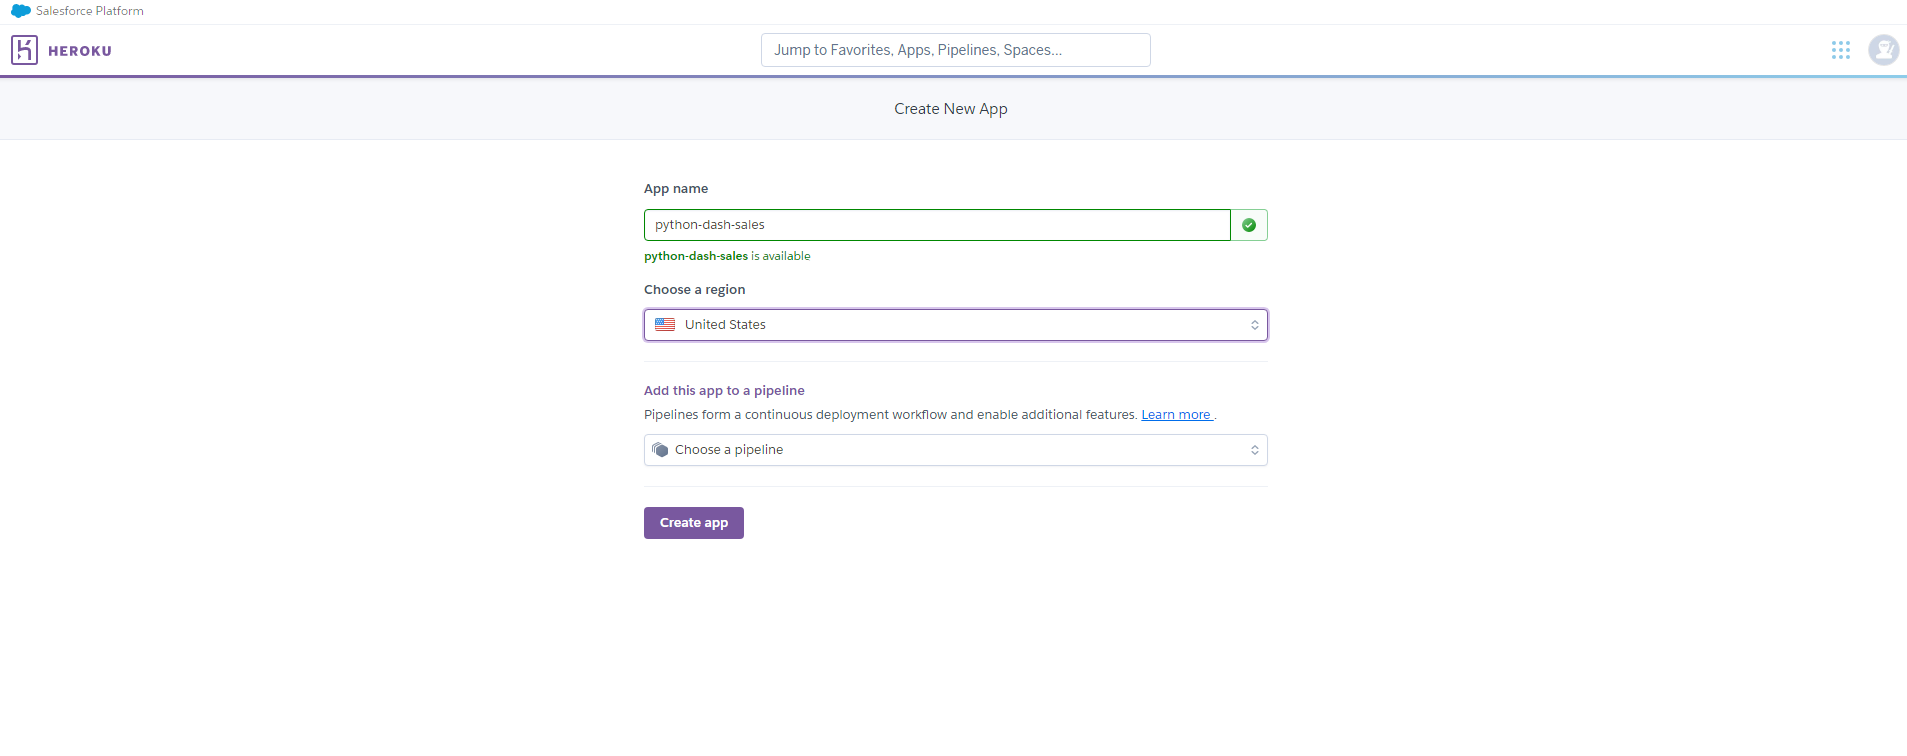 Salesforce Platform
HEROKU
Jump to Favorites, Apps, Pipelines, Spaces...
Create New App
App name
python-dash-sales
python-dash-sales is available
Choose a region
United States
Add this app to a pipeline
Pipelines form a continuous deployment workflow and enable additional features. Learn more .
Choose a pipeline
Create app